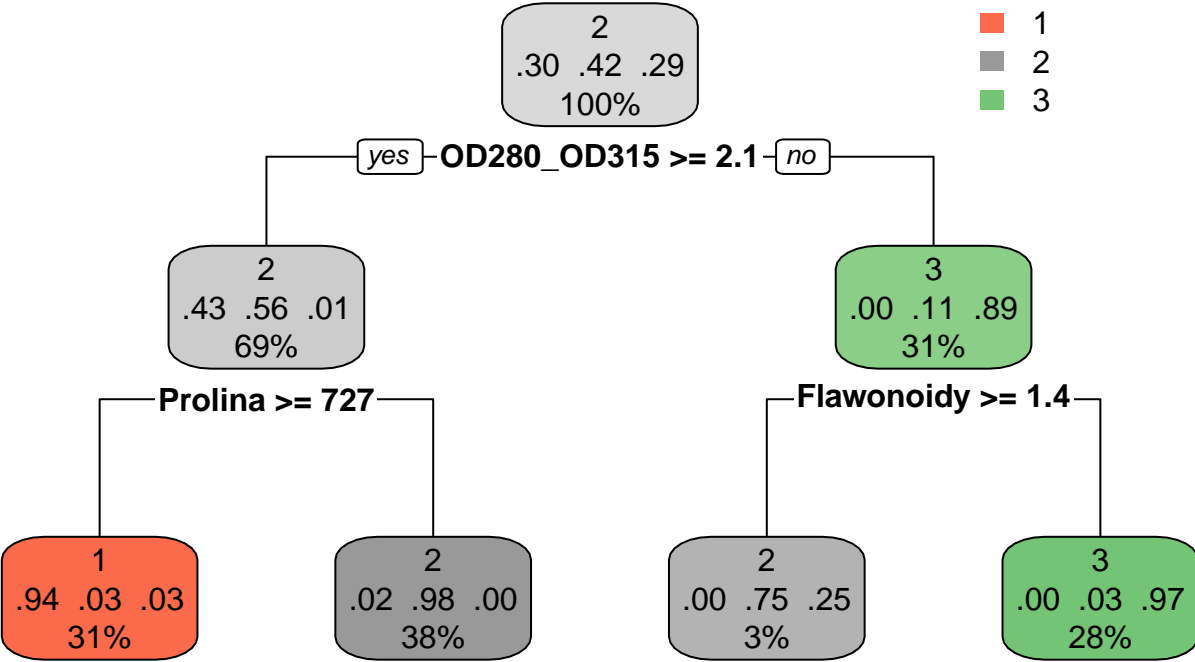 2
.30 .42 .29
100%
1
2
3
yes OD280_OD315 >= 2.1 no
2
.43 .56 .01
69%
3
.00 .11 .89
31%
Prolina >= 727
Flawonoidy >= 1.4
1
.94 .03 .03
31%
2
.02 .98 .00
38%
2
.00 .75 .25
3%
3
.00 .03 .97
28%